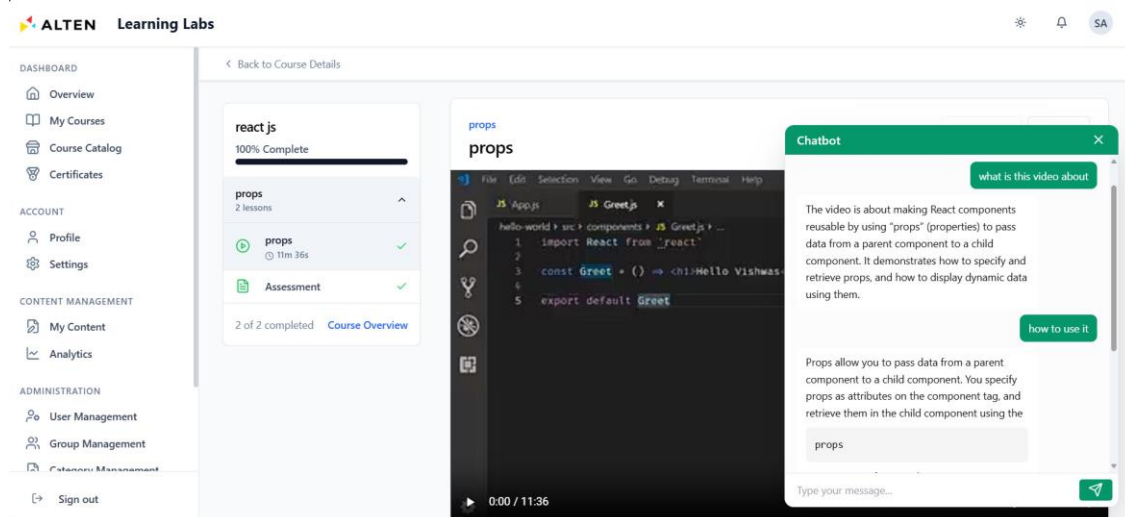 ALTEN Learning Labs
SA
DASHBOARD
Overview
My Courses
Course Catalog
Certificates
ACCOUNT
Profile
Settings
CONTENT MANAGEMENT
My Content
Analytics
ADMINISTRATION
User Management
Group Management
Category Management
Sign out
< Back to Course Details
react js
100% Complete
props
2 lessons
props
11m 36s
Assessment
2 of 2 completed Course Overview
props
props
File Edit Selection View Go Debug Terminal Help
JS App.js JS Greet.js ×
hello-world › src › components › JS Greet.js › ...
1 import React from 'react'
2
3 const Greet = () => <h1>Hello Vishwas<
5 export default Greet
0:00 / 11:36
Chatbot
what is this video about
The video is about making React components
reusable by using "props" (properties) to pass
data from a parent component to a child
component. It demonstrates how to specify and
retrieve props, and how to display dynamic data
using them.
how to use it
Props allow you to pass data from a parent
component to a child component. You specify
props as attributes on the component tag, and
retrieve them in the child component using the
props
Type your message...